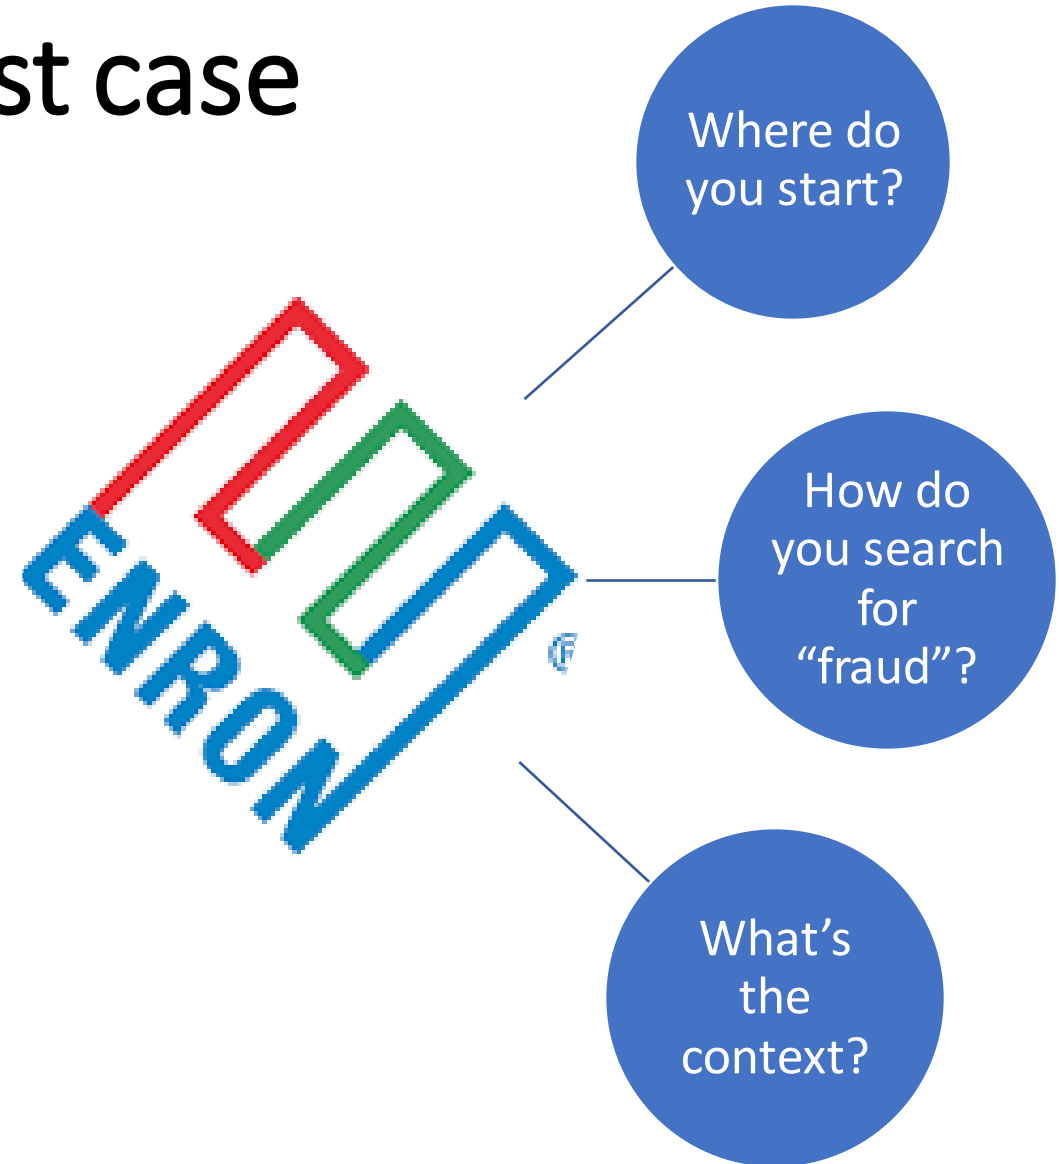 st case
Where do
you start?
ENRON
®
How do
you search
for
“fraud”?
What’s
the
context?